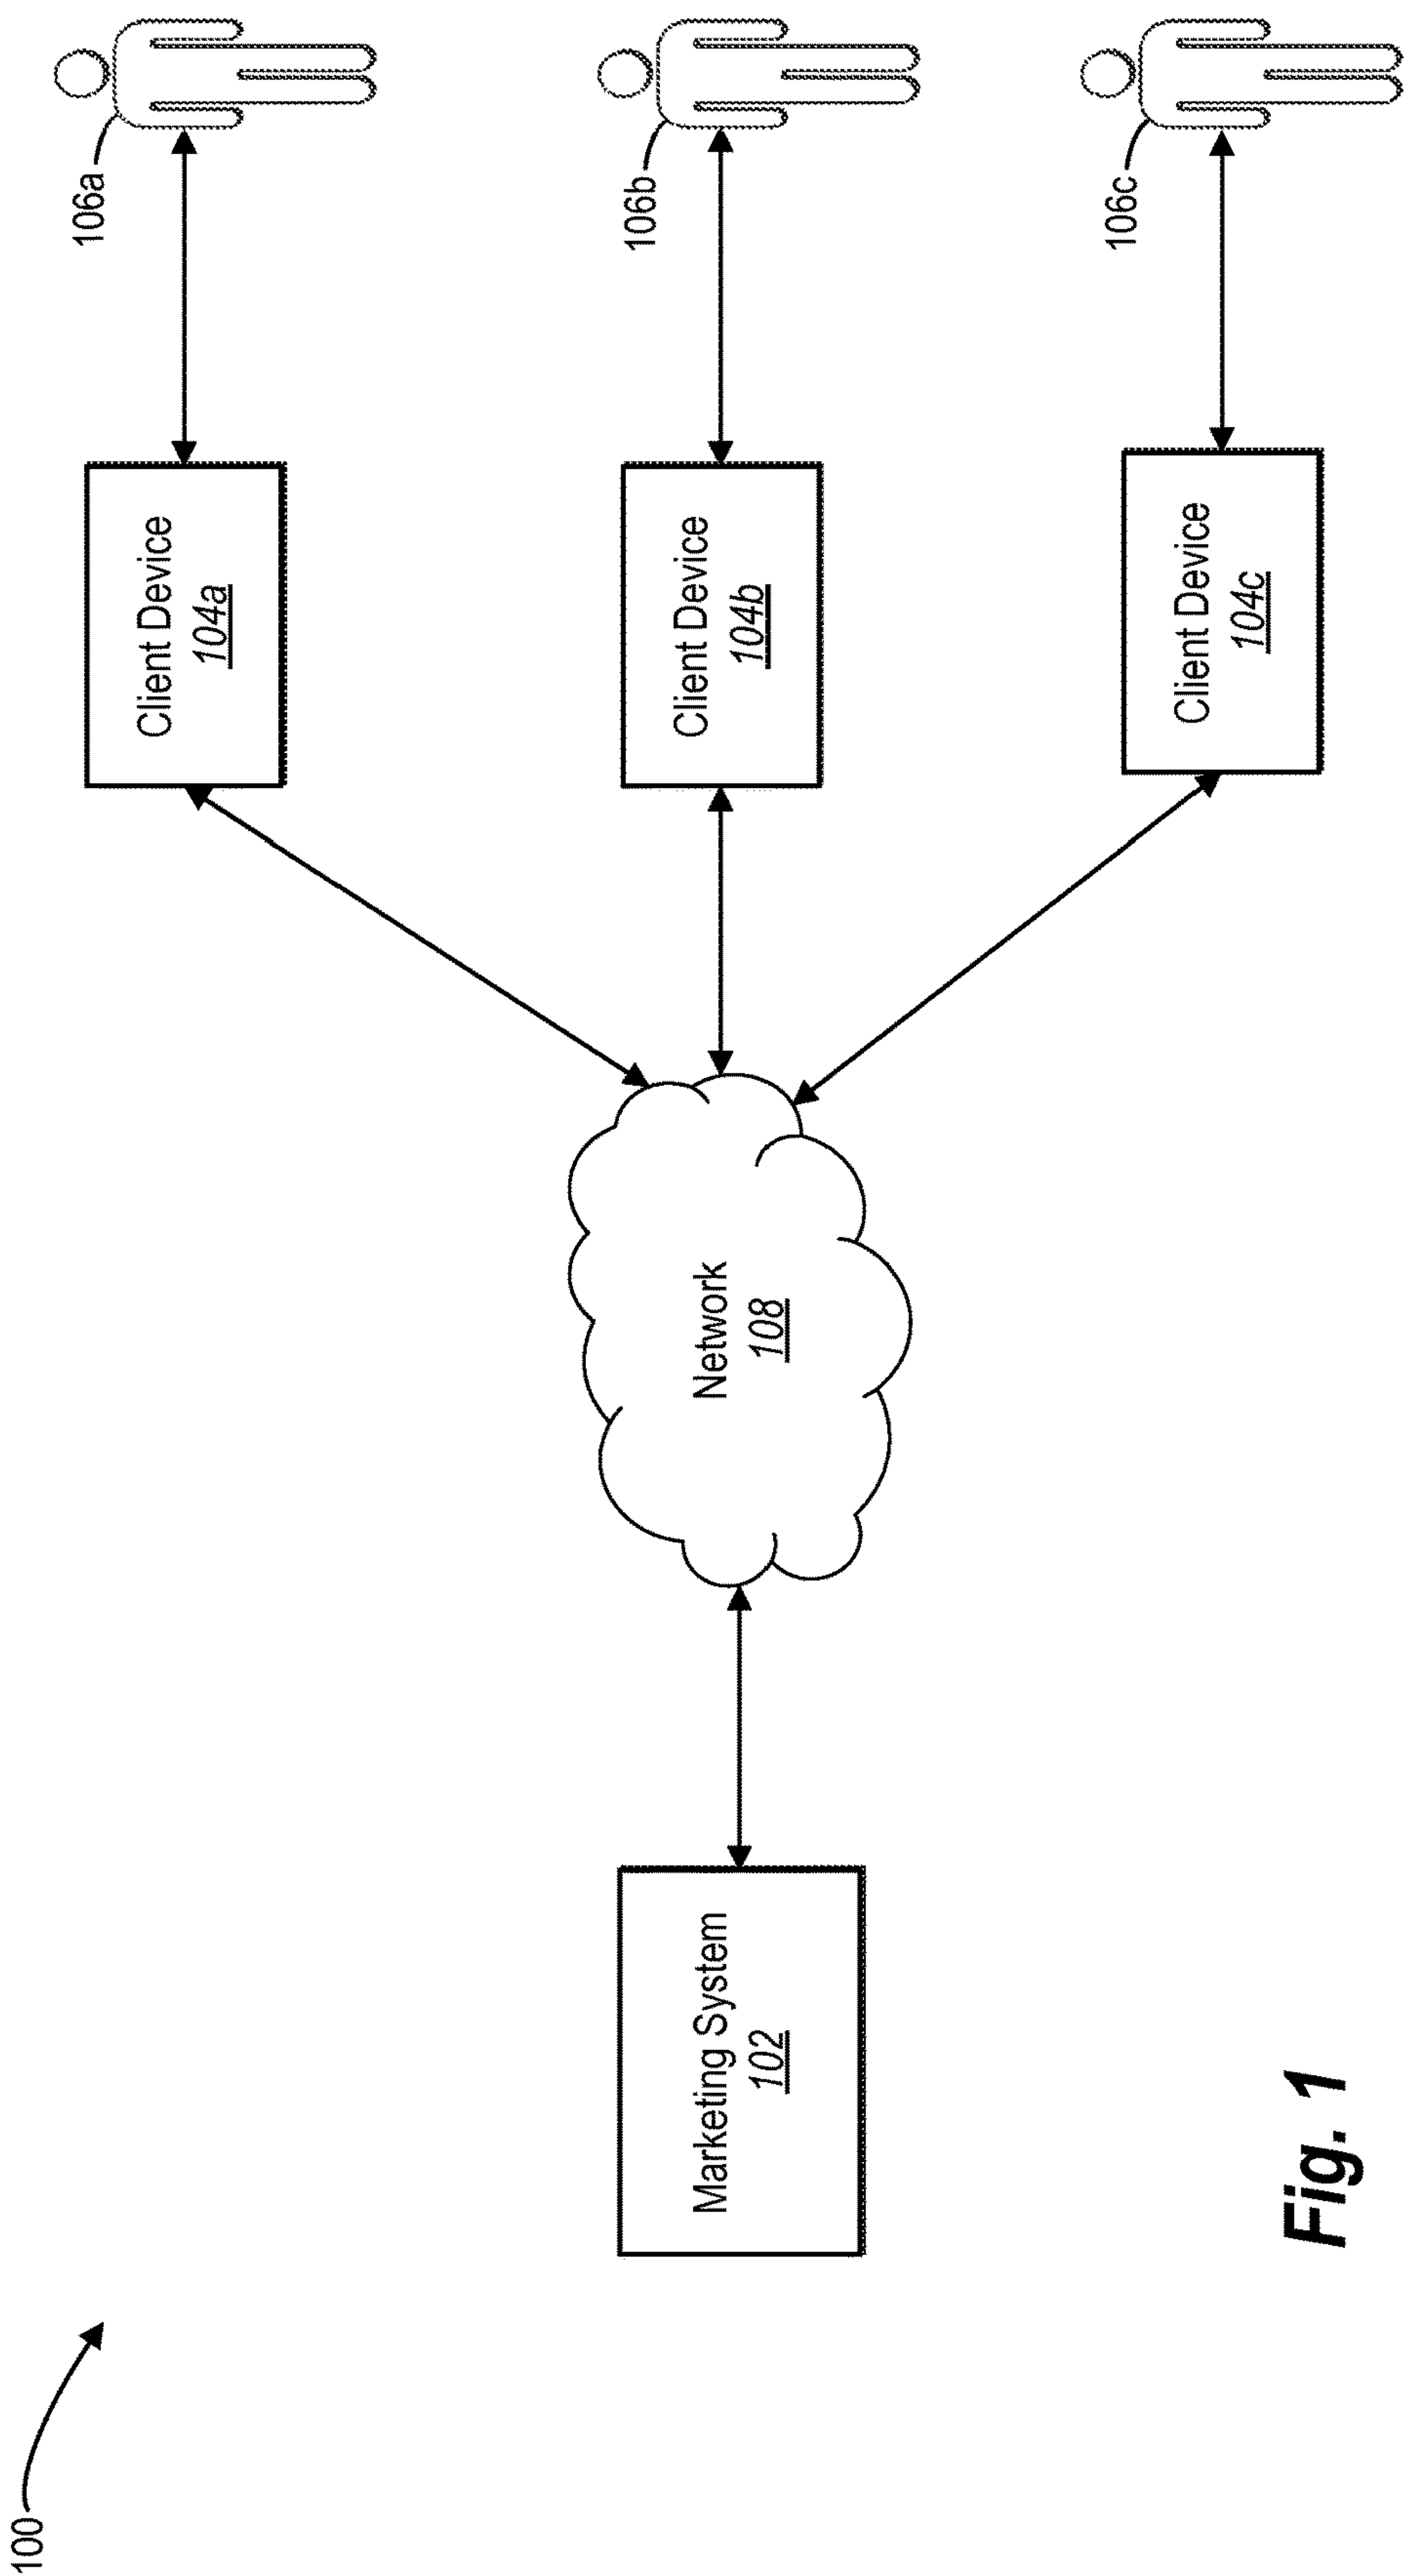 100
106a
Client Device
104a
Marketing System
102
Network
108
Client Device
104b
106b
Client Device
104c
106c
Fig. 1